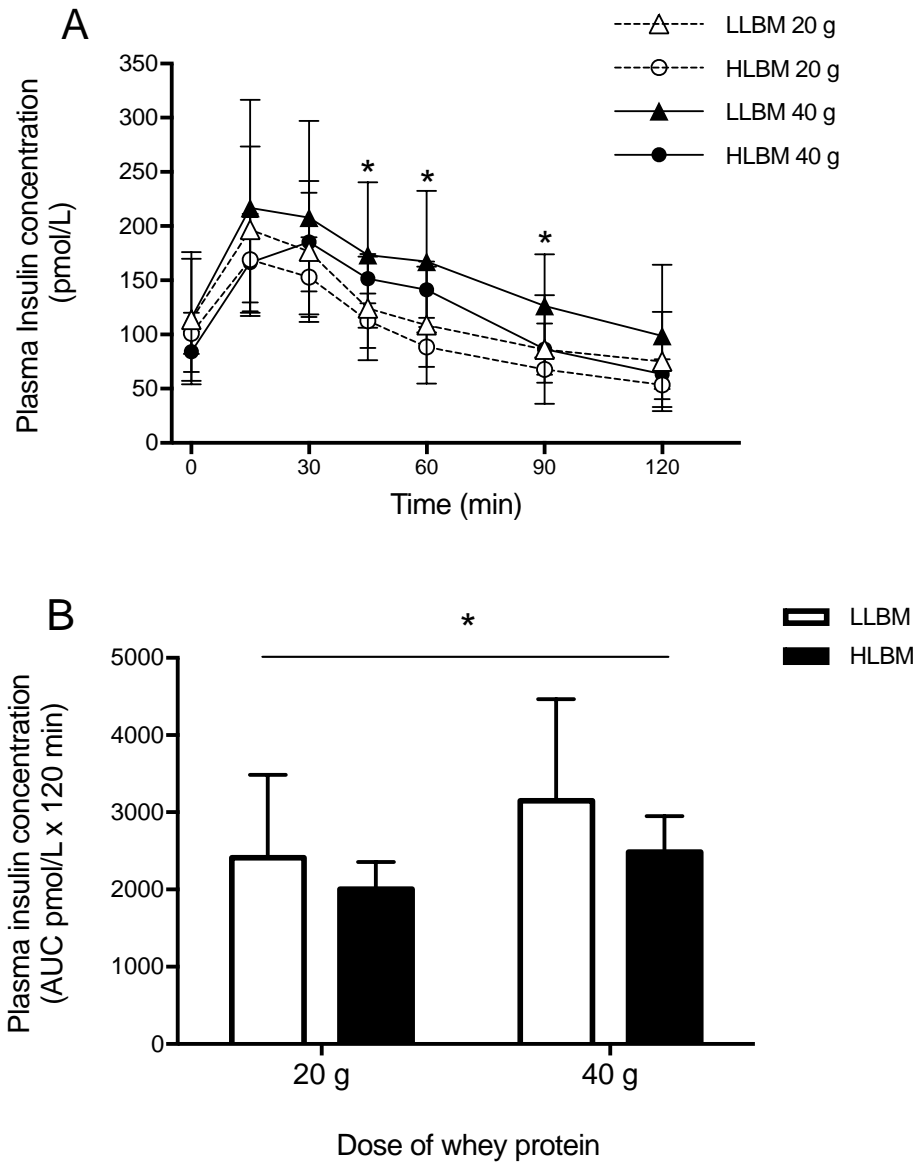 A
LLBM 20 g
HLBM 20 g
LLBM 40 g
HLBM 40 g
Plasma Insulin concentration
(pmol/L)
350
300
250
200
150
100
50
0
*
*
*
0
30
60
90
120
Time (min)
B
LLBM
HLBM
*
Plasma insulin concentration
(AUC pmol/L x 120 min)
5000
4000
3000
2000
1000
0
20 g
40 g
Dose of whey protein